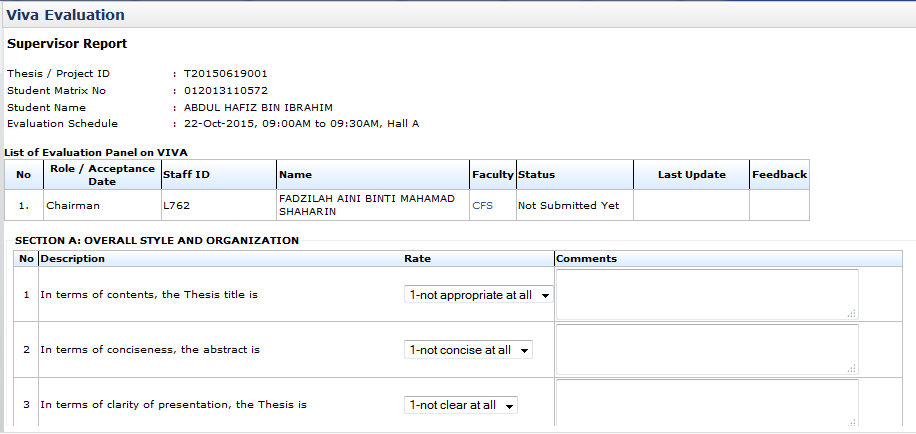 Viva Evaluation
Supervisor Report
Thesis / Project ID : T20150619001
Student Matrix No : 012013110572
Student Name : ABDUL HAFIZ BIN IBRAHIM
Evaluation Schedule : 22-Oct-2015, 09:00AM to 09:30AM, Hall A
List of Evaluation Panel on VIVA
No Role / Acceptance Date Staff ID Name Faculty Status Last Update Feedback
1. Chairman L762 FADZILAH AINI BINTI MAHAMAD SHAHARIN CFS Not Submitted Yet
SECTION A: OVERALL STYLE AND ORGANIZATION
No Description Rate Comments
1 In terms of contents, the Thesis title is 1-not appropriate at all
2 In terms of conciseness, the abstract is 1-not concise at all
3 In terms of clarity of presentation, the Thesis is 1-not clear at all